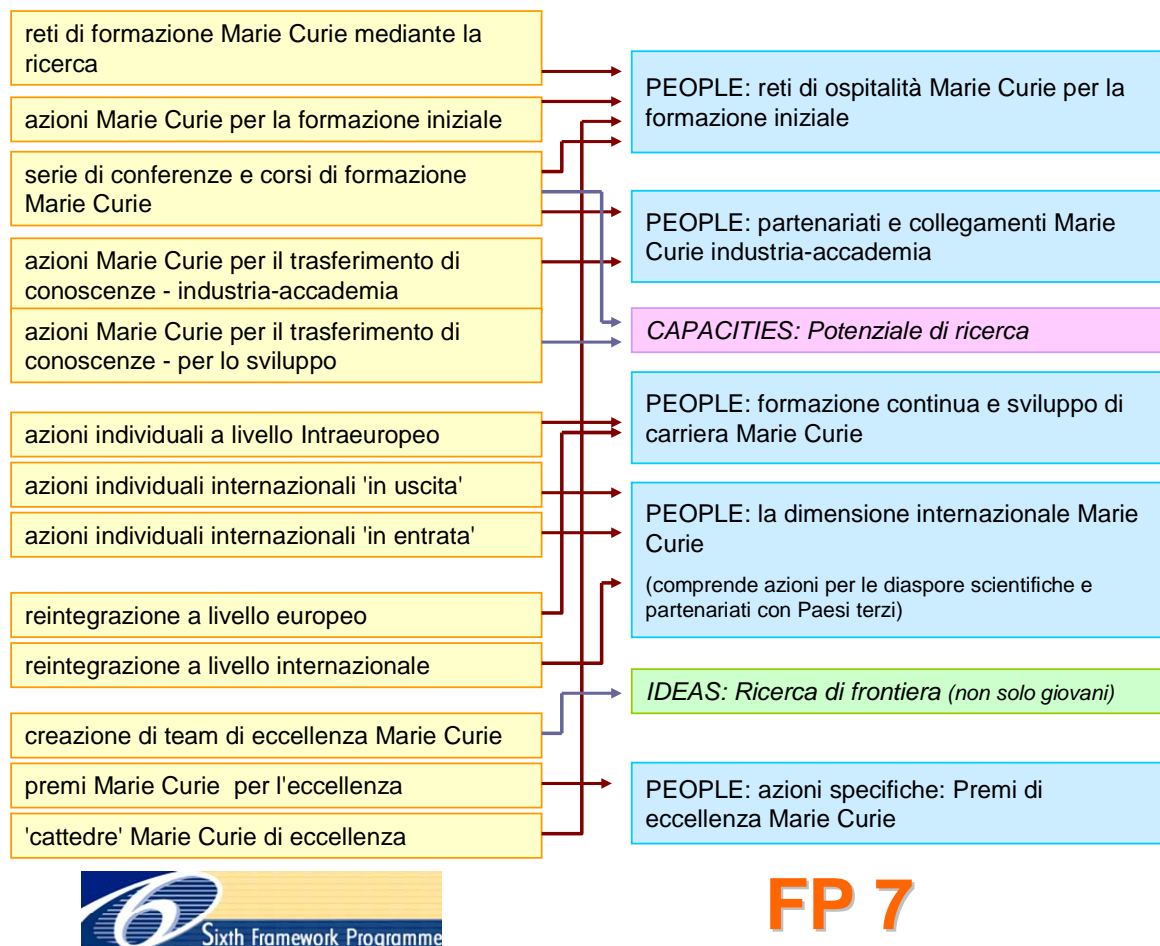 reti di formazione Marie Curie mediante la
ricerca
azioni Marie Curie per la formazione iniziale
serie di conferenze e corsi di formazione
Marie Curie
azioni Marie Curie per il trasferimento di
conoscenze - industria-accademia
azioni Marie Curie per il trasferimento di
conoscenze - per lo sviluppo
azioni individuali a livello Intraeuropeo
azioni individuali internazionali 'in uscita'
azioni individuali internazionali 'in entrata'
reintegrazione a livello europeo
reintegrazione a livello internazionale
creazione di team di eccellenza Marie Curie
premi Marie Curie  per l'eccellenza
'cattedre' Marie Curie di eccellenza
Sixth Framework Programme
PEOPLE: reti di ospitalità Marie Curie per la
formazione iniziale
PEOPLE: partenariati e collegamenti Marie
Curie industria-accademia
CAPACITIES: Potenziale di ricerca
PEOPLE: formazione continua e sviluppo di
carriera Marie Curie
PEOPLE: la dimensione internazionale Marie
Curie
(comprende azioni per le diaspore scientifiche e
partenariati con Paesi terzi)
IDEAS: Ricerca di frontiera (non solo giovani)
PEOPLE: azioni specifiche: Premi di
eccellenza Marie Curie
FP 7